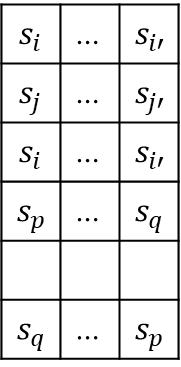 s_i ... s_i′
s_j ... s_j′
s_i ... s_i′
s_p ... s_q
s_q ... s_p